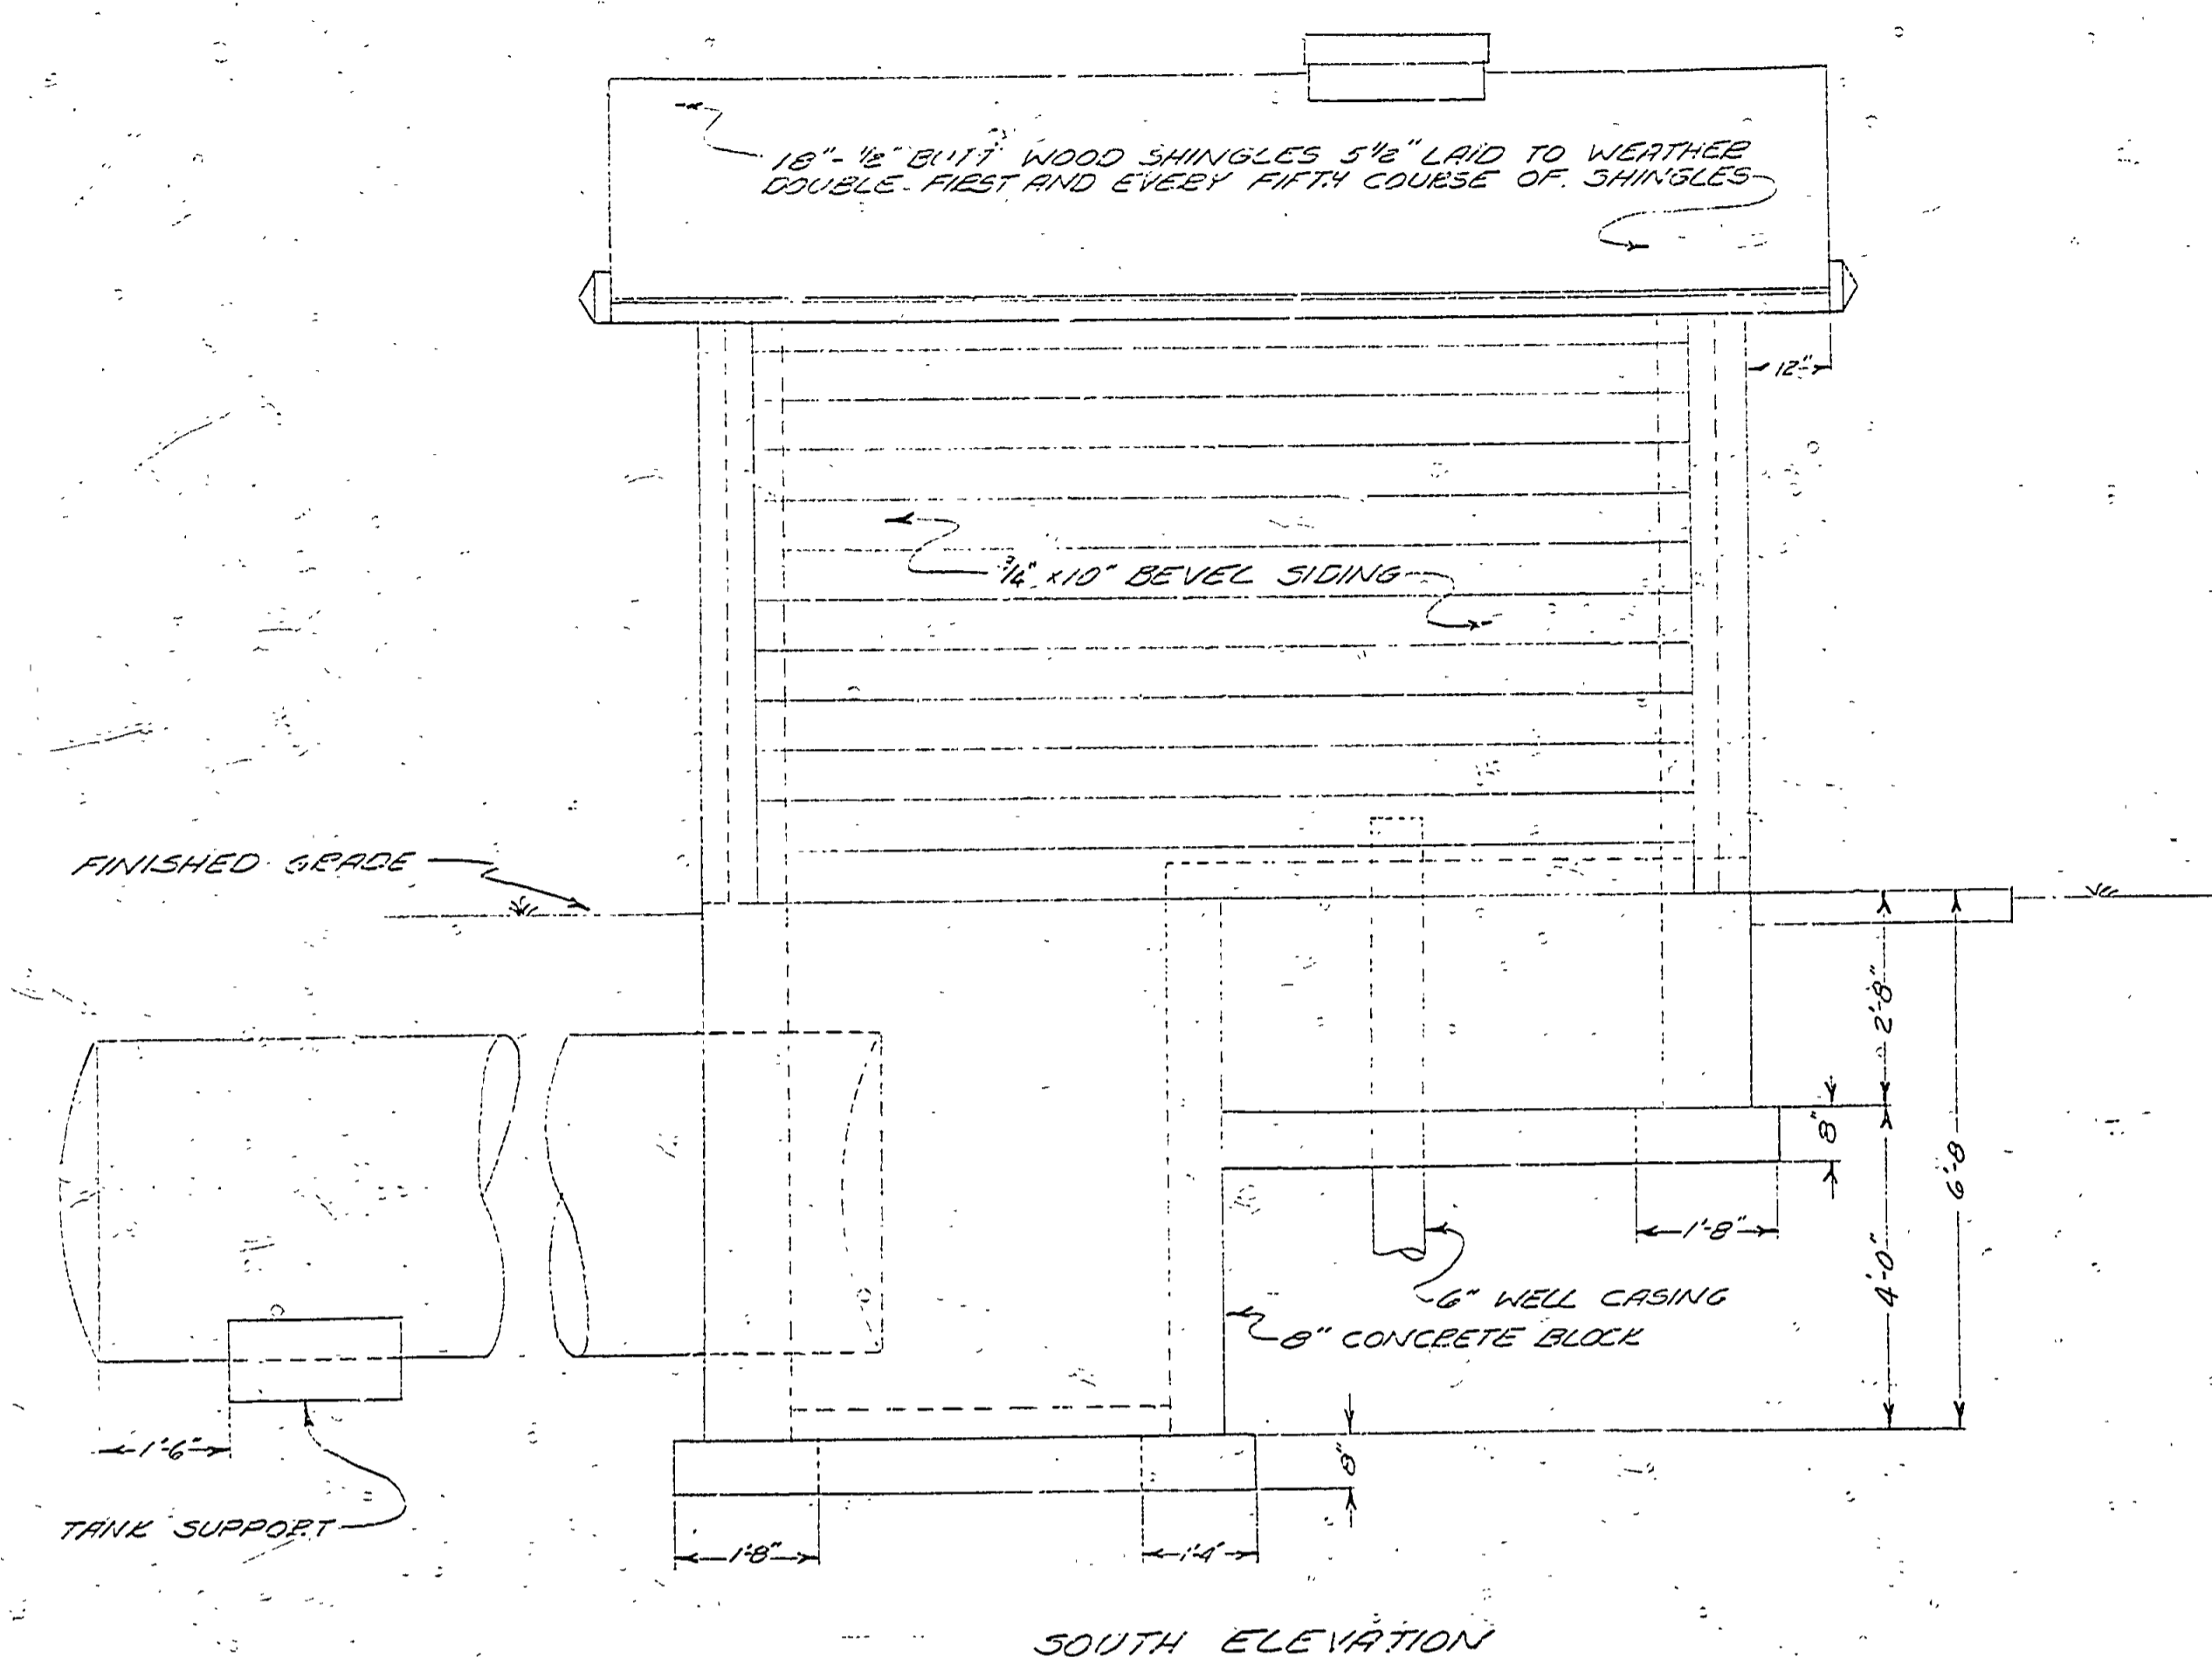 18"-1/2" BUTT WOOD SHINGLES 5 1/2" LAID TO WEATHER
DOUBLE FIRST AND EVERY FIFTH COURSE OF SHINGLES
12"
3/4" x 10" BEVEL SIDING
FINISHED GRADE
2'-8"
8"
6'-8
1'-8"
4'-0"
6" WELL CASING
8" CONCRETE BLOCK
1'-6"
8"
TANK SUPPORT
1'-8"
1'-4"
SOUTH ELEVATION